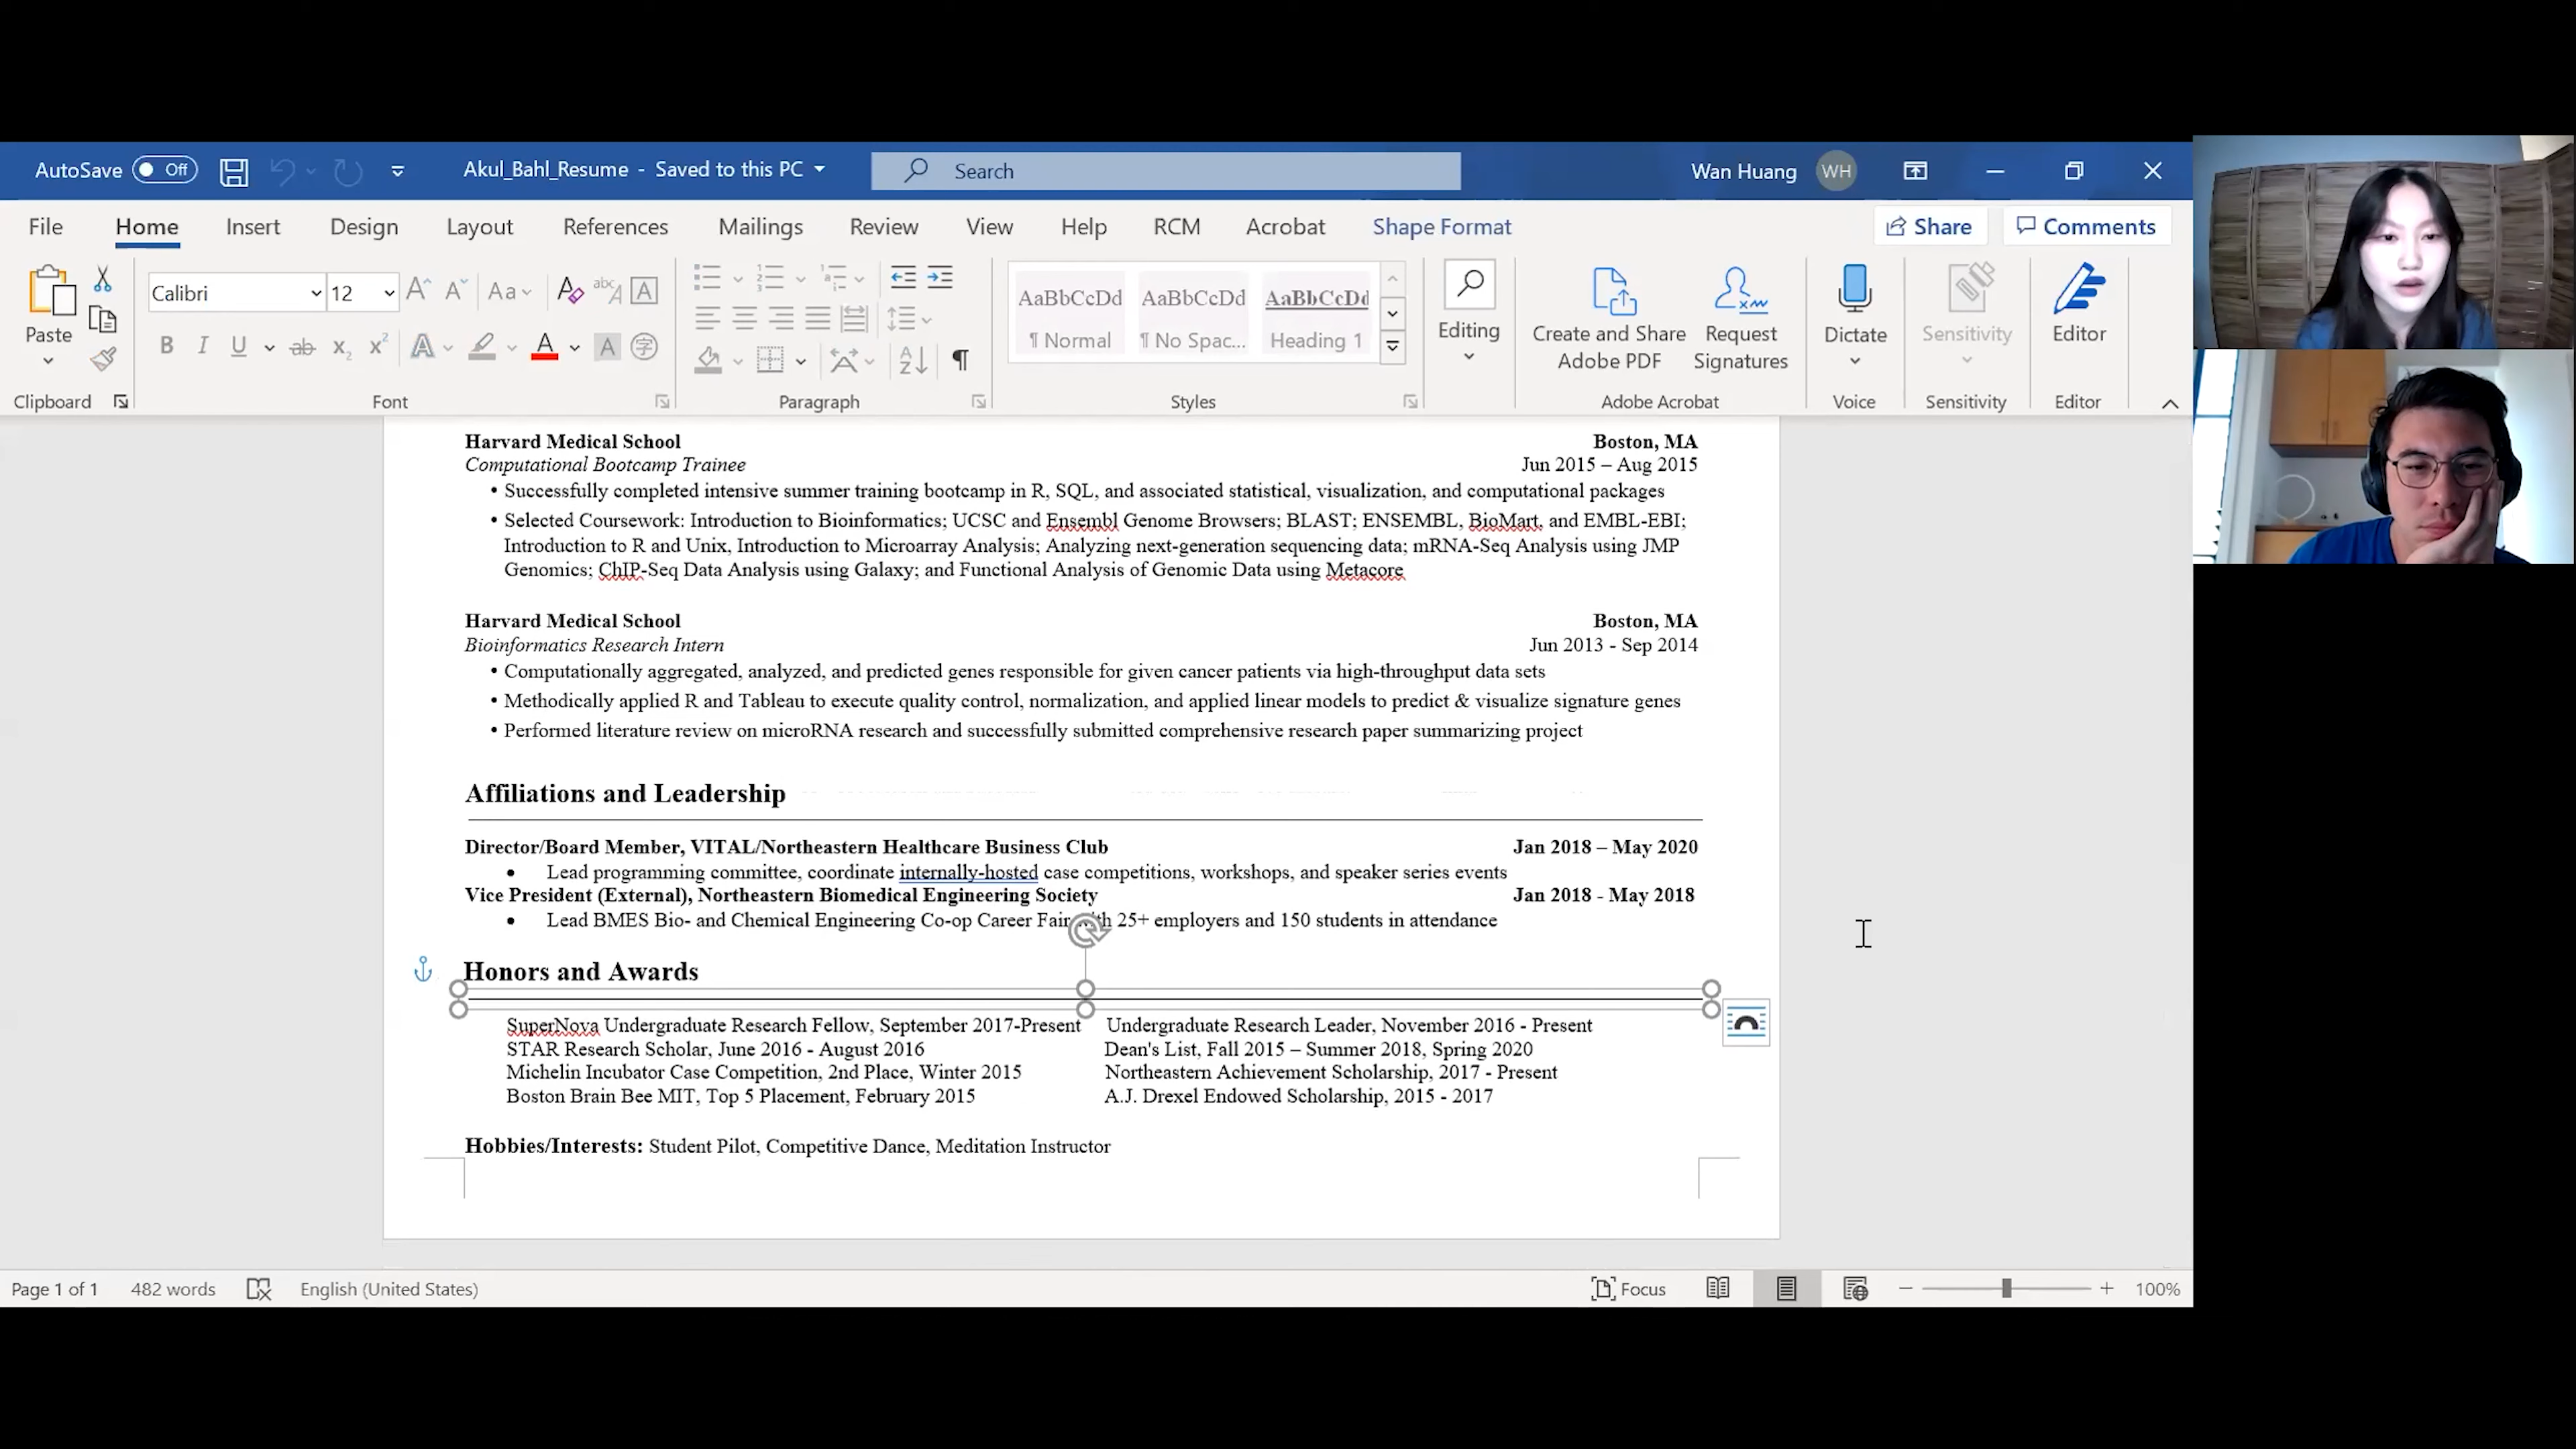 AutoSave Off Akul_Bahl_Resume - Saved to this PC Search Wan Huang WH
File Home Insert Design Layout References Mailings Review View Help RCM Acrobat Shape Format Share Comments
Calibri 12 Aa abc A AaBbCcDd AaBbCcDd AaBbCcDd
Paste B I U ab x₂ x² A A A 字 ¶ Normal ¶ No Spac... Heading 1 Editing Create and Share Adobe PDF Request Signatures Dictate Sensitivity Editor
Clipboard Font Paragraph Styles Adobe Acrobat Voice Sensitivity Editor
Harvard Medical School Boston, MA
Computational Bootcamp Trainee Jun 2015 – Aug 2015
• Successfully completed intensive summer training bootcamp in R, SQL, and associated statistical, visualization, and computational packages
• Selected Coursework: Introduction to Bioinformatics; UCSC and Ensembl Genome Browsers; BLAST; ENSEMBL, BioMart, and EMBL-EBI;
Introduction to R and Unix, Introduction to Microarray Analysis; Analyzing next-generation sequencing data; mRNA-Seq Analysis using JMP
Genomics; ChIP-Seq Data Analysis using Galaxy; and Functional Analysis of Genomic Data using Metacore
Harvard Medical School Boston, MA
Bioinformatics Research Intern Jun 2013 - Sep 2014
• Computationally aggregated, analyzed, and predicted genes responsible for given cancer patients via high-throughput data sets
• Methodically applied R and Tableau to execute quality control, normalization, and applied linear models to predict & visualize signature genes
• Performed literature review on microRNA research and successfully submitted comprehensive research paper summarizing project
Affiliations and Leadership
Director/Board Member, VITAL/Northeastern Healthcare Business Club Jan 2018 – May 2020
• Lead programming committee, coordinate internally-hosted case competitions, workshops, and speaker series events
Vice President (External), Northeastern Biomedical Engineering Society Jan 2018 - May 2018
• Lead BMES Bio- and Chemical Engineering Co-op Career Fair with 25+ employers and 150 students in attendance
Honors and Awards
SuperNova Undergraduate Research Fellow, September 2017-Present Undergraduate Research Leader, November 2016 - Present
STAR Research Scholar, June 2016 - August 2016 Dean's List, Fall 2015 – Summer 2018, Spring 2020
Michelin Incubator Case Competition, 2nd Place, Winter 2015 Northeastern Achievement Scholarship, 2017 - Present
Boston Brain Bee MIT, Top 5 Placement, February 2015 A.J. Drexel Endowed Scholarship, 2015 - 2017
Hobbies/Interests: Student Pilot, Competitive Dance, Meditation Instructor
Page 1 of 1 482 words English (United States) Focus 100%